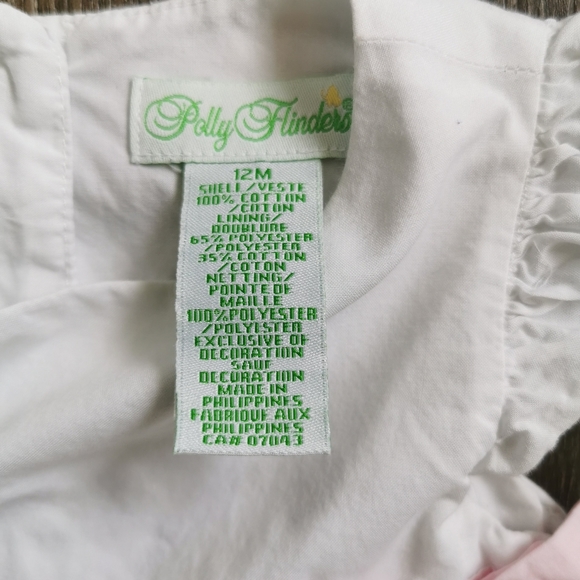 Polly Flinders®
12M
SHELL/VESTE
100% COTTON
/COTON
LINING/
DOUBLURE
65% POLYESTER
/POLYESTER
35% COTTON
/COTON
NETTING/
POINTE DE
MAILLE
100%POLYESTER
/POLYESTER
EXCLUSIVE OF
DECORATION
SAUF
DECORATION
MADE IN
PHILIPPINES
FABRIQUE AUX
PHILIPPINES
CA# 07043